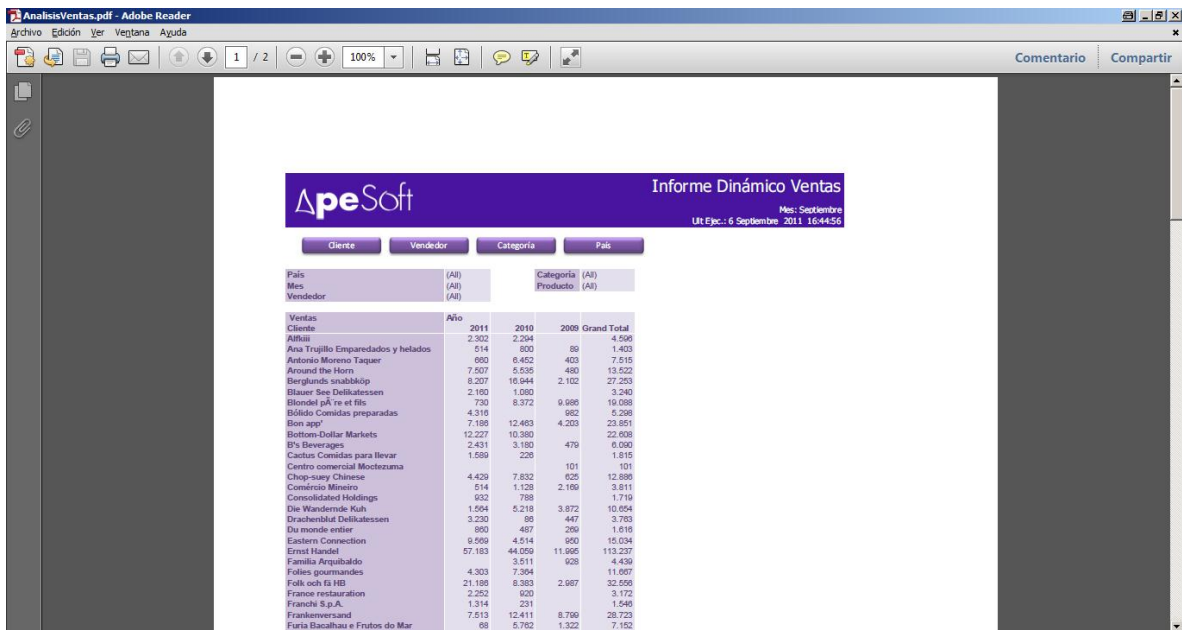 AnalisisVentas.pdf - Adobe Reader
Archivo Edición Ver Ventana Ayuda
1 / 2 100% Comentario Compartir
ApeSoft
Informe Dinámico Ventas
Mes: Septiembre
Ult Ejec.: 6 Septiembre 2011 16:44:56
Cliente Vendedor Categoría País
País (All) Categoría (All)
Mes (All) Producto (All)
Vendedor (All)
Ventas Año
Cliente 2011 2010 2009 Grand Total
Alfkiii 2.302 2.294 4.596
Ana Trujillo Emparedados y helados 514 800 89 1.403
Antonio Moreno Taquer 660 6.452 403 7.515
Around the Horn 7.507 5.535 480 13.522
Berglunds snabbköp 8.207 16.944 2.102 27.253
Blauer See Delikatessen 2.160 1.080 3.240
Blondel pÃ¨re et fils 730 8.372 9.986 19.088
Bólido Comidas preparadas 4.316 982 5.298
Bon app' 7.186 12.463 4.203 23.851
Bottom-Dollar Markets 12.227 10.380 22.608
B's Beverages 2.431 3.180 479 6.090
Cactus Comidas para llevar 1.589 226 1.815
Centro comercial Moctezuma 101 101
Chop-suey Chinese 4.429 7.832 625 12.886
Comércio Mineiro 514 1.128 2.169 3.811
Consolidated Holdings 932 788 1.719
Die Wandernde Kuh 1.564 5.218 3.872 10.654
Drachenblut Delikatessen 3.230 86 447 3.763
Du monde entier 860 487 269 1.616
Eastern Connection 9.569 4.514 950 15.034
Ernst Handel 57.183 44.059 11.995 113.237
Familia Arquibaldo 3.511 928 4.439
Folies gourmandes 4.303 7.364 11.667
Folk och fä HB 21.186 8.383 2.987 32.556
France restauration 2.252 920 3.172
Franchi S.p.A. 1.314 231 1.546
Frankenversand 7.513 12.411 8.799 28.723
Furia Bacalhau e Frutos do Mar 68 5.762 1.322 7.152